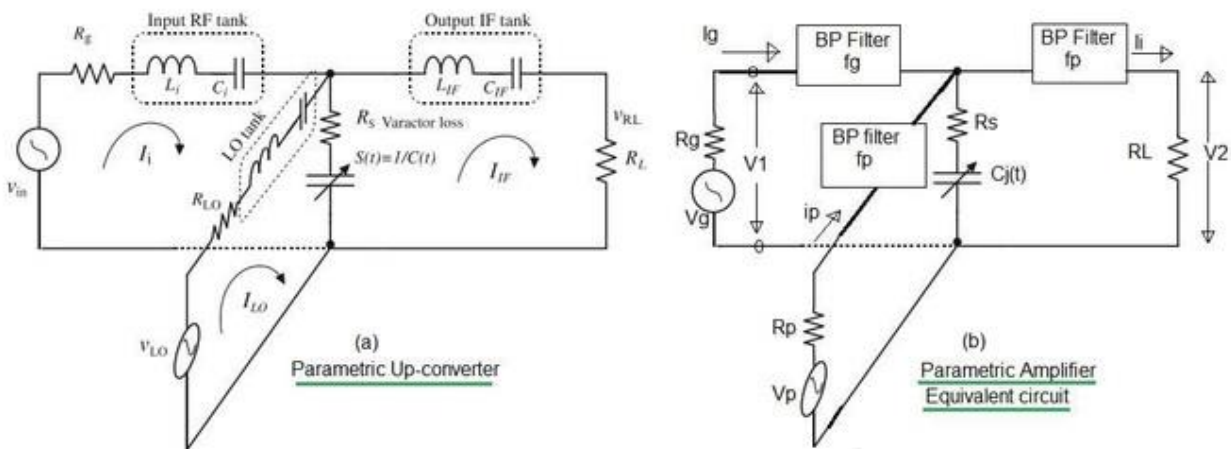 Input RF tank
Output IF tank
Rg
Li
Ci
LIF
CIF
LO tank
Rs Varactor loss
S(t)=1/C(t)
vRL
RL
Ii
IIF
vin
RLO
ILO
vLO
(a)
Parametric Up-converter
Ig
BP Filter
fg
BP Filter
fp
Ii
Rg
V1
BP filter
fp
Rs
Cj(t)
RL
V2
Vg
ip
Rp
Vp
(b)
Parametric Amplifier
Equivalent circuit